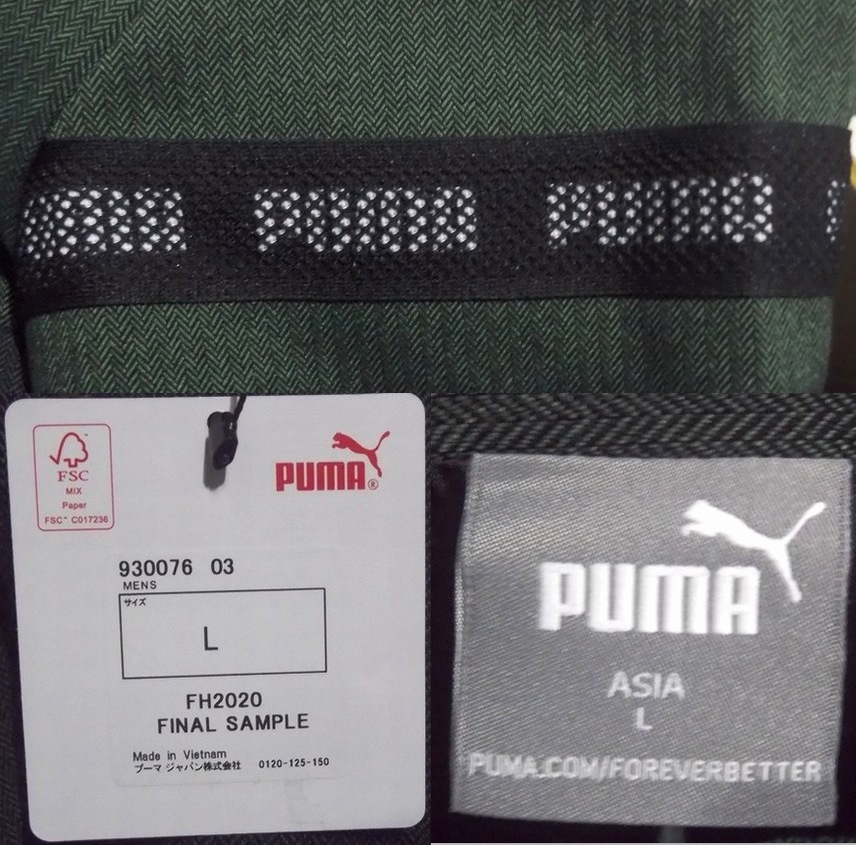 PUMA PUMA PUMA
FSC
MIX
Paper
FSC™ C017236
PUMA®
930076 03
MENS
サイズ
L
FH2020
FINAL SAMPLE
Made in Vietnam
プーマ ジャパン株式会社 0120-125-150
PUMA
ASIA
L
PUMA.COM/FOREVERBETTER